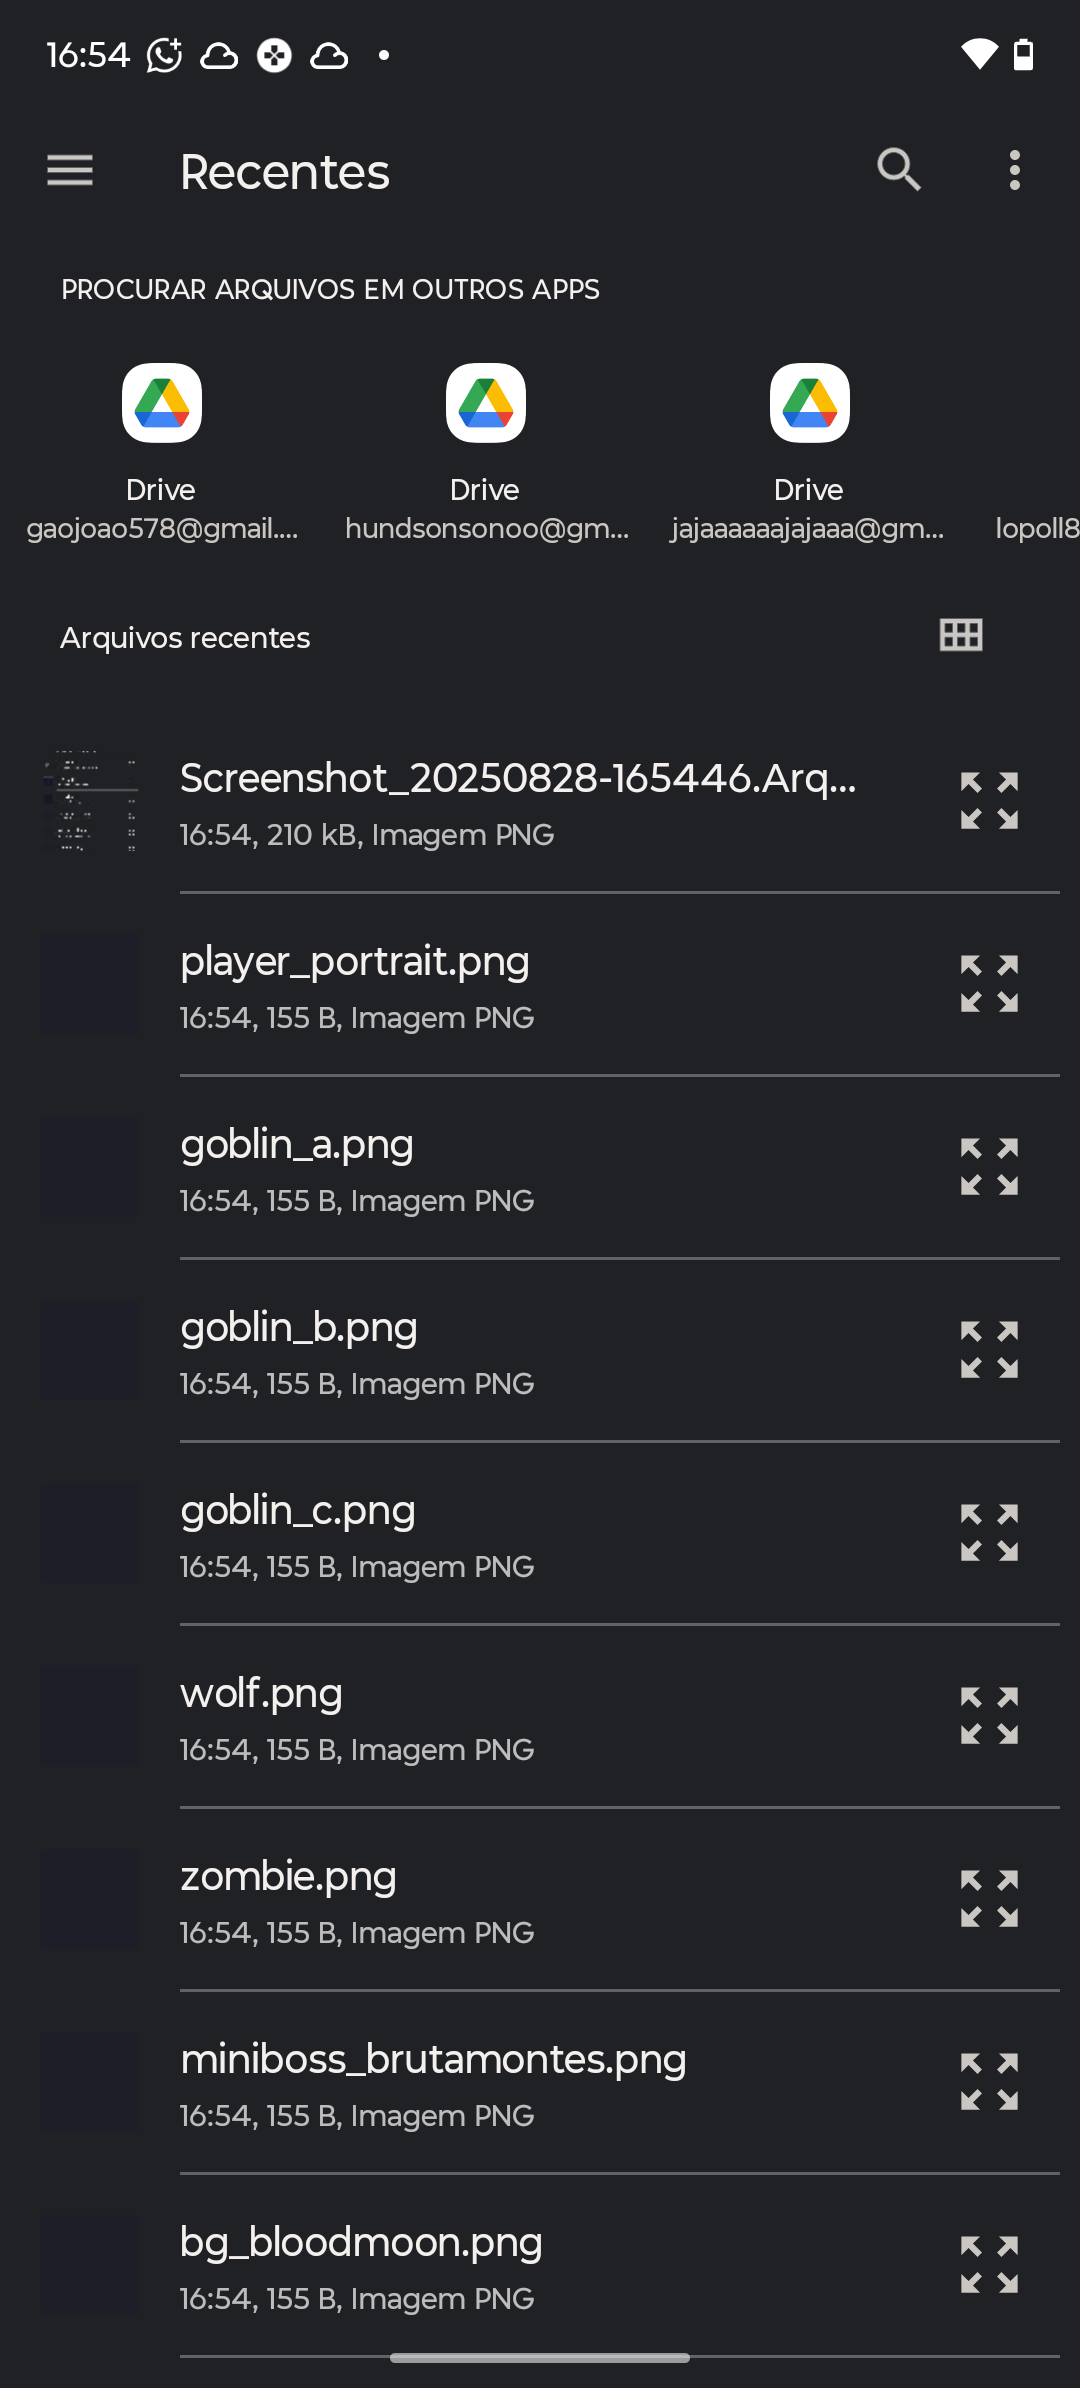 16:54
Recentes
PROCURAR ARQUIVOS EM OUTROS APPS
Drive
gaojoao578@gmail....
Drive
hundsonsonoo@gm...
Drive
jajaaaaaajajaaa@gm...
lopoll8
Arquivos recentes
Screenshot_20250828-165446.Arq...
16:54, 210 kB, Imagem PNG
player_portrait.png
16:54, 155 B, Imagem PNG
goblin_a.png
16:54, 155 B, Imagem PNG
goblin_b.png
16:54, 155 B, Imagem PNG
goblin_c.png
16:54, 155 B, Imagem PNG
wolf.png
16:54, 155 B, Imagem PNG
zombie.png
16:54, 155 B, Imagem PNG
miniboss_brutamontes.png
16:54, 155 B, Imagem PNG
bg_bloodmoon.png
16:54, 155 B, Imagem PNG